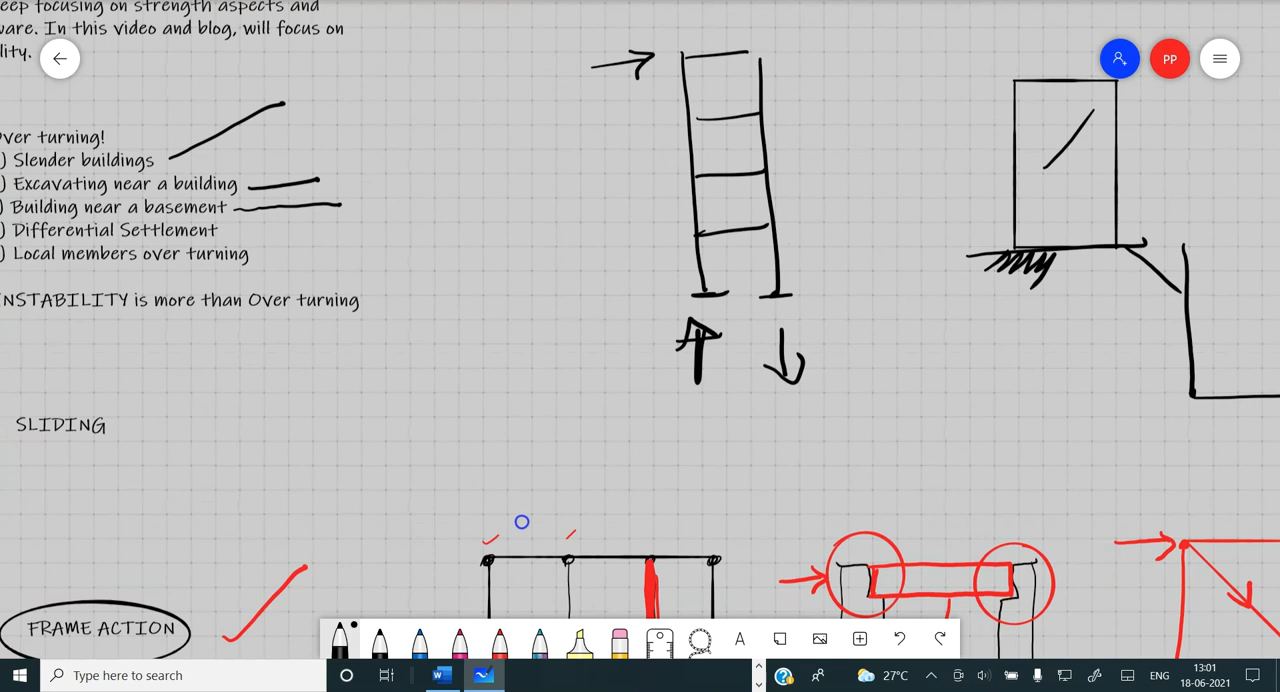 eep focusing on strength aspects and
ware. In this video and blog, will focus on
lity.
PP
ver turning!
) Slender buildings
) Excavating near a building
) Building near a basement
) Differential Settlement
) Local members over turning
INSTABILITY is more than Over turning
SLIDING
FRAME ACTION
A
Type here to search
27°C
ENG
13:01
18-06-2021